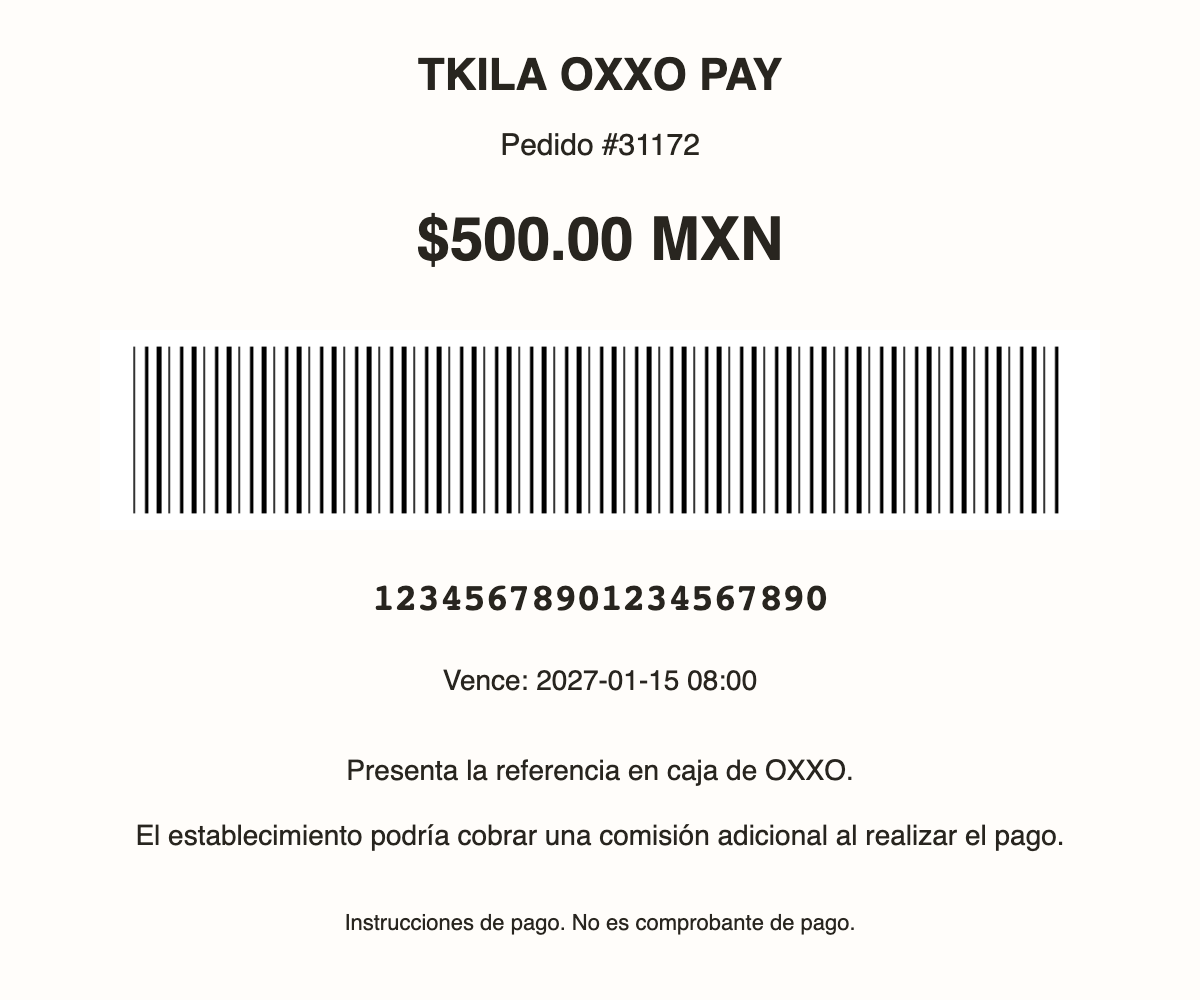 TKILA OXXO PAY
Pedido #31172
$500.00 MXN
12345678901234567890
Vence: 2027-01-15 08:00
Presenta la referencia en caja de OXXO.
El establecimiento podría cobrar una comisión adicional al realizar el pago.
Instrucciones de pago. No es comprobante de pago.